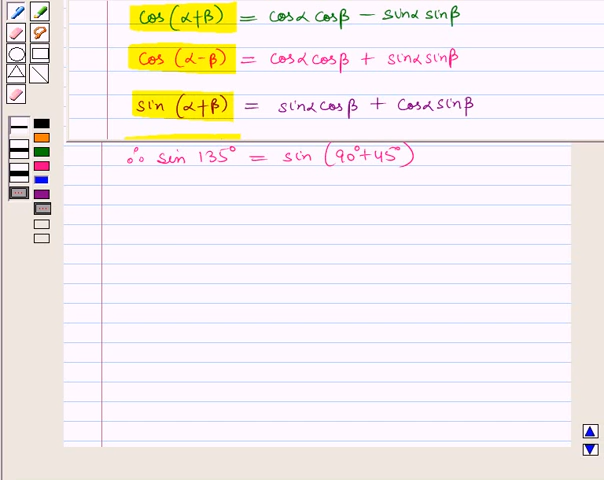 cos (α+β) = cosα cosβ − sinα sinβ
cos (α−β) = cosα cosβ + sinα sinβ
sin (α+β) = sinα cosβ + cosα sinβ
∴ sin 135° = sin (90°+45°)